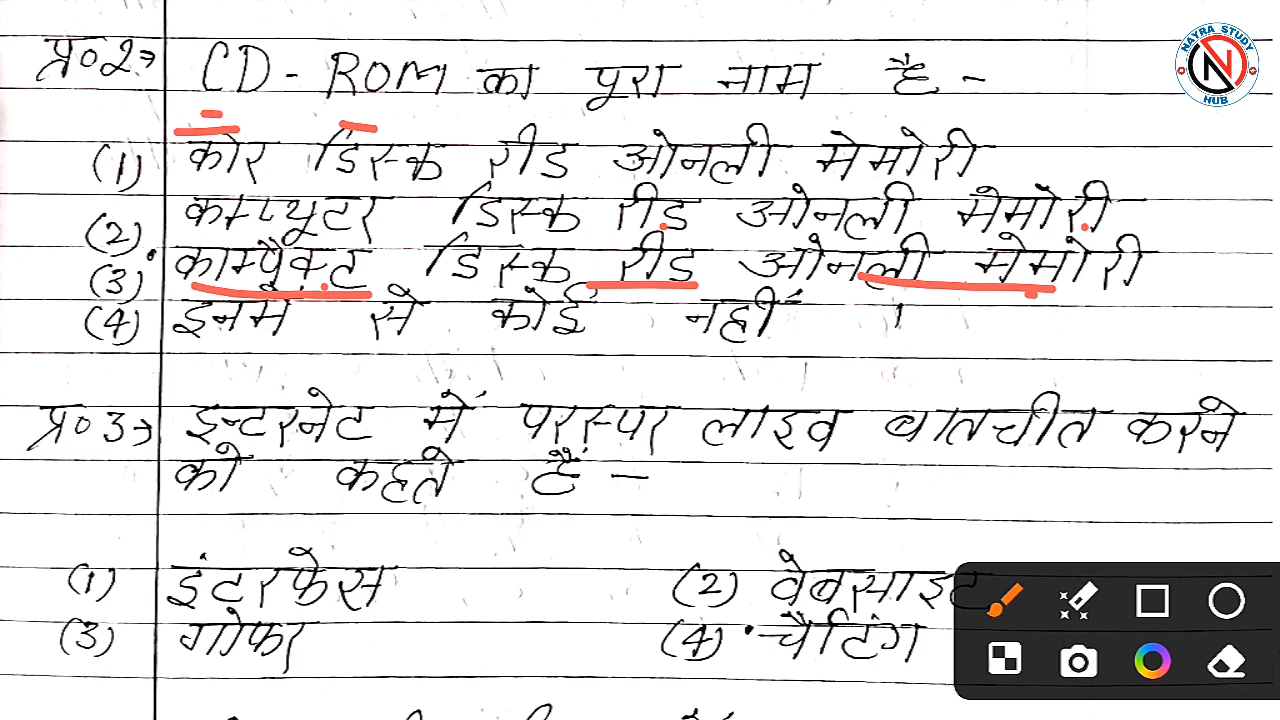 प्र०2→ CD - ROM का पूरा नाम है -
(1) कोर डिस्क रीड ओनली मेमोरी
(2) कम्प्यूटर डिस्क रीड ओनली मेमोरी
(3) काम्पैक्ट डिस्क रीड ओनली मेमोरी
(4) इनमें से कोई नहीं ।
प्र०3→ इन्टरनेट में परस्पर लाइव बातचीत करने
को कहते हैं -
(1) इंटरफेस (2) वेबसाइट
(3) गोफर (4) चैटिंग
NAYRA STUDY
N
HUB